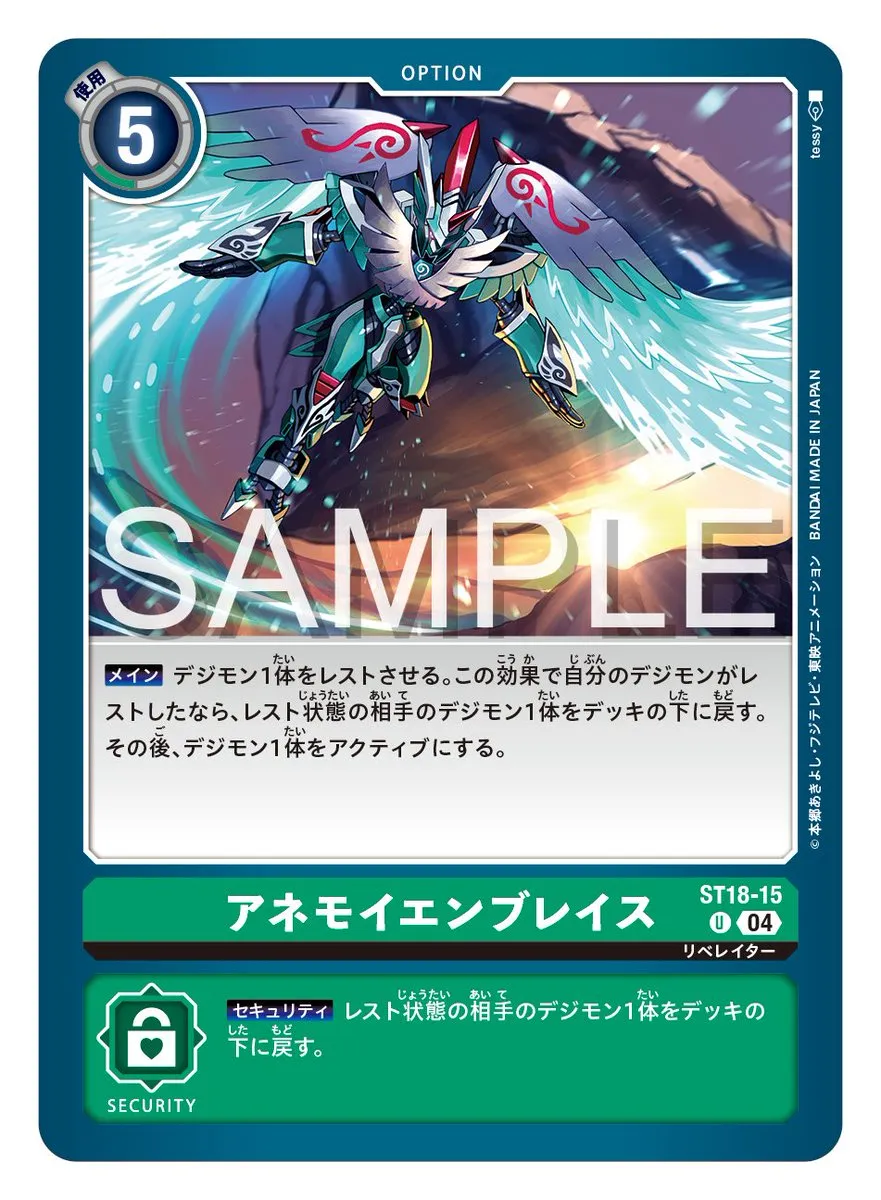 OPTION
使用
5
tessy
SAMPLE
メイン デジモン1体をレストさせる。この効果で自分のデジモンがレ
ストしたなら、レスト状態の相手のデジモン1体をデッキの下に戻す。
その後、デジモン1体をアクティブにする。
©本郷あきよし・フジテレビ・東映アニメーション BANDAI MADE IN JAPAN
アネモイエンブレイス
ST18-15
U 04
リベレイター
セキュリティ レスト状態の相手のデジモン1体をデッキの
下に戻す。
SECURITY